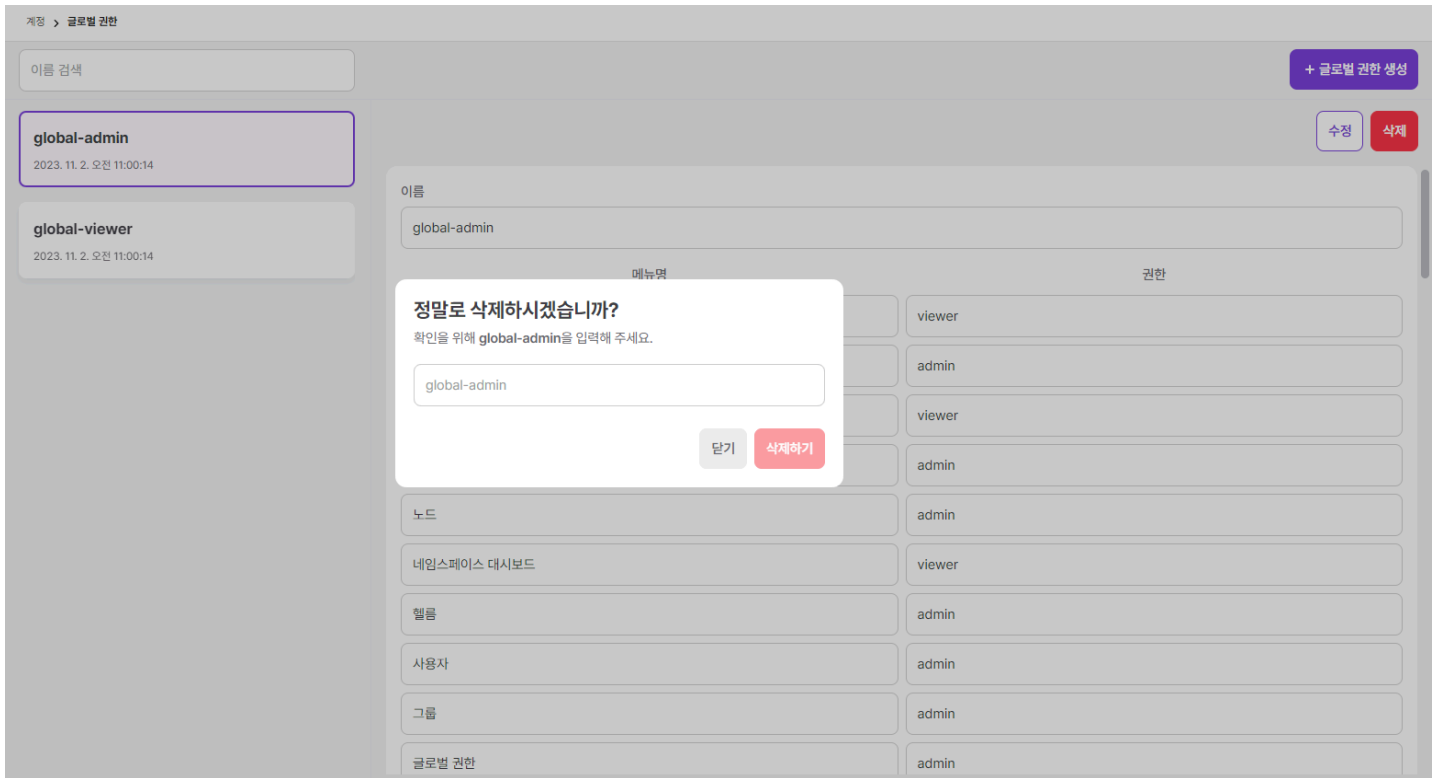 계정 > 글로벌 권한
이름 검색
+ 글로벌 권한 생성
global-admin
2023. 11. 2. 오전 11:00:14
global-viewer
2023. 11. 2. 오전 11:00:14
수정 삭제
이름
global-admin
메뉴명 권한
viewer
admin
viewer
admin
정말로 삭제하시겠습니까?
확인을 위해 global-admin을 입력해 주세요.
global-admin
닫기 삭제하기
노드 admin
네임스페이스 대시보드 viewer
헬름 admin
사용자 admin
그룹 admin
글로벌 권한 admin